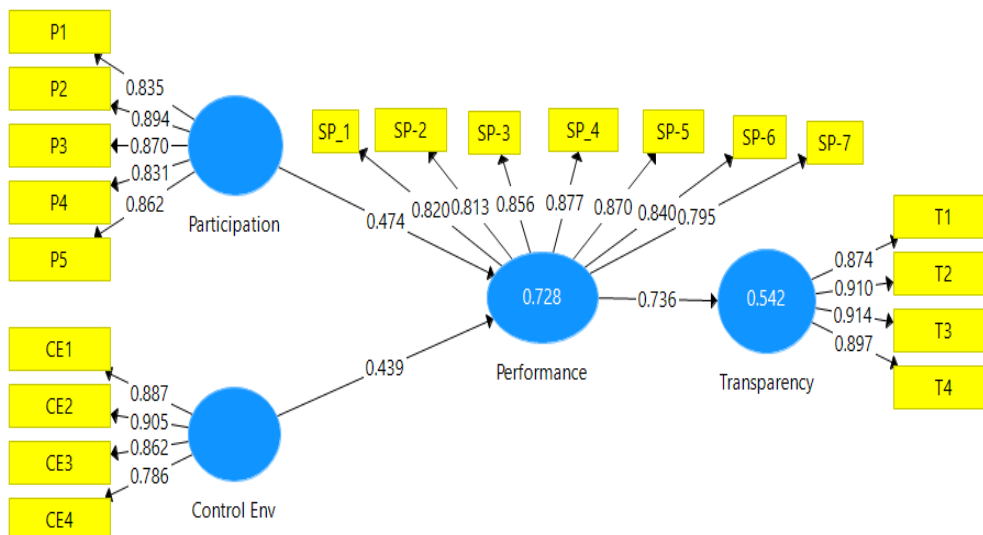 P1
P2
P3
P4
P5
0.835
0.894
0.870
0.831
0.862
Participation
SP_1
SP-2
SP-3
SP_4
SP-5
SP-6
SP-7
0.820
0.813
0.856
0.877
0.870
0.840
0.795
0.474
0.439
0.728
Performance
0.736
0.542
Transparency
T1
T2
T3
T4
0.874
0.910
0.914
0.897
CE1
CE2
CE3
CE4
0.887
0.905
0.862
0.786
Control Env